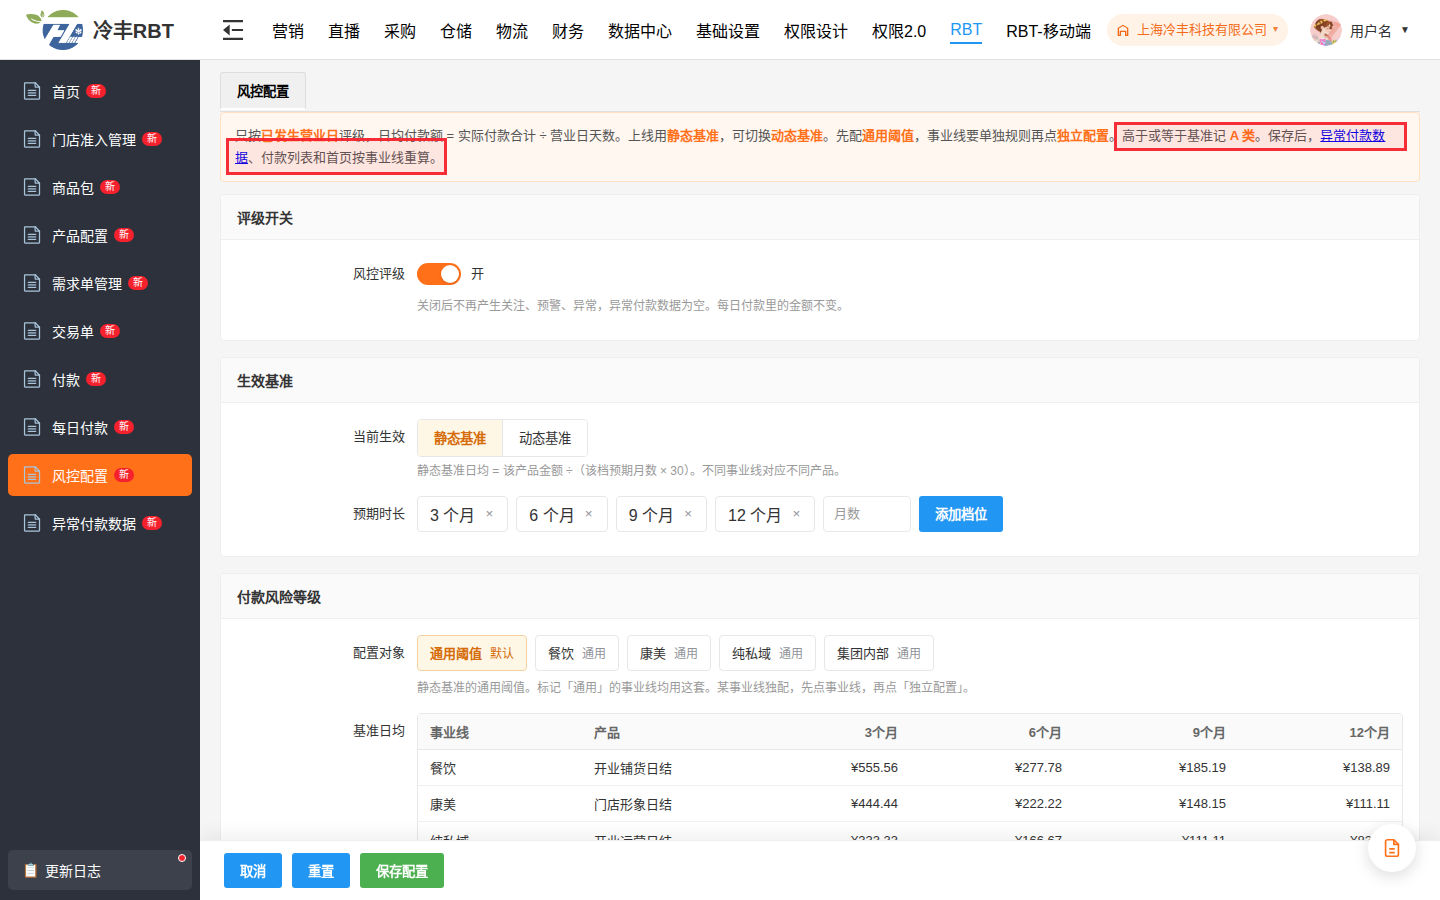 冷丰RBT
营销 直播 采购 仓储 物流 财务 数据中心 基础设置 权限设计 权限2.0 RBT RBT-移动端 上海冷丰科技有限公司 ▾ 用户名 ▼
首页 新
门店准入管理 新
商品包 新
产品配置 新
需求单管理 新
交易单 新
付款 新
每日付款 新
风控配置 新
异常付款数据 新
更新日志
风控配置
只按已发生营业日评级，日均付款额 = 实际付款合计 ÷ 营业日天数。上线用静态基准，可切换动态基准。先配通用阈值，事业线要单独规则再点独立配置。高于或等于基准记 A 类。保存后，异常付款数
据、付款列表和首页按事业线重算。
评级开关
风控评级 开
关闭后不再产生关注、预警、异常，异常付款数据为空。每日付款里的金额不变。
生效基准
当前生效 静态基准 动态基准
静态基准日均 = 该产品金额 ÷（该档预期月数 × 30）。不同事业线对应不同产品。
预期时长 3 个月 × 6 个月 × 9 个月 × 12 个月 × 月数 添加档位
付款风险等级
配置对象 通用阈值 默认 餐饮 通用 康美 通用 纯私域 通用 集团内部 通用
静态基准的通用阈值。标记「通用」的事业线均用这套。某事业线独配，先点事业线，再点「独立配置」。
基准日均 事业线 产品 3个月 6个月 9个月 12个月
餐饮 开业铺货日结 ¥555.56 ¥277.78 ¥185.19 ¥138.89
康美 门店形象日结 ¥444.44 ¥222.22 ¥148.15 ¥111.11
纯私域 开业运营日结 ¥333.33 ¥166.67 ¥111.11
取消 重置 保存配置